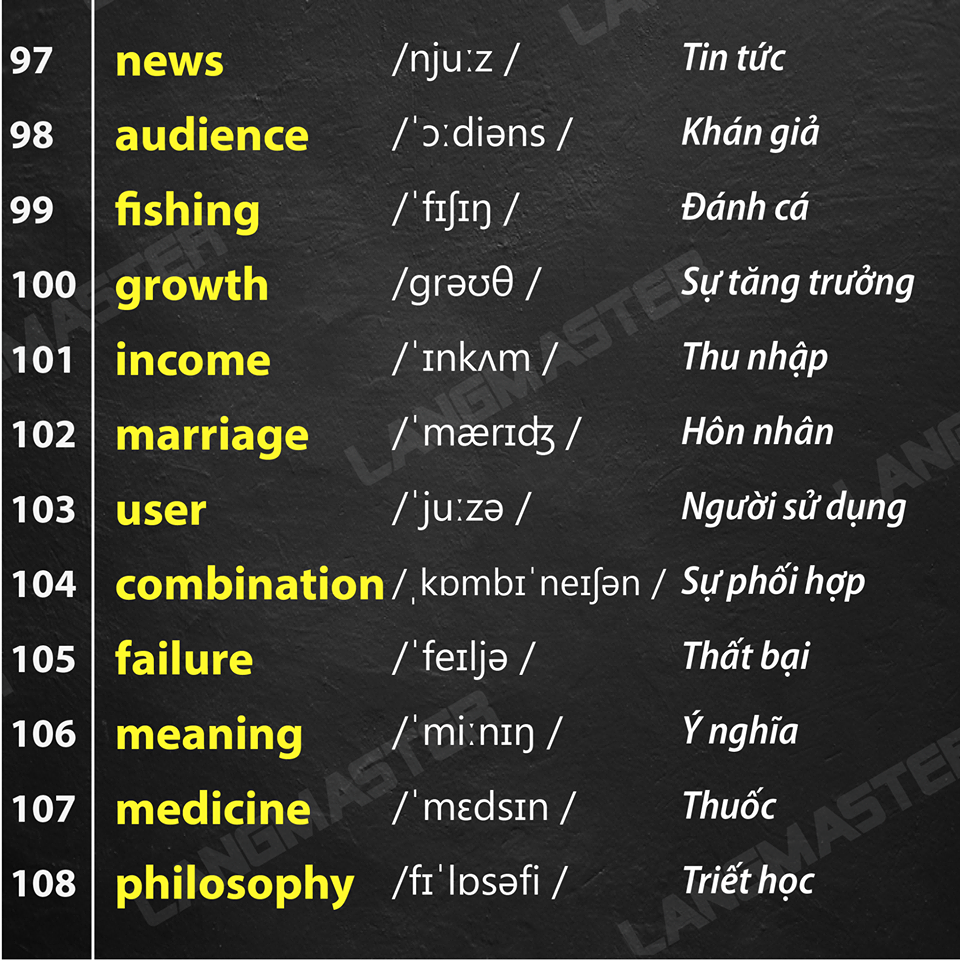 97 news /njuːz / Tin tức
98 audience /ˈɔːdiəns / Khán giả
99 fishing /ˈfɪʃɪŋ / Đánh cá
100 growth /grəʊθ / Sự tăng trưởng
101 income /ˈɪnkʌm / Thu nhập
102 marriage /ˈmærɪʤ / Hôn nhân
103 user /ˈjuːzə / Người sử dụng
104 combination /ˌkɒmbɪˈneɪʃən / Sự phối hợp
105 failure /ˈfeɪljə / Thất bại
106 meaning /ˈmiːnɪŋ / Ý nghĩa
107 medicine /ˈmɛdsɪn / Thuốc
108 philosophy /fɪˈlɒsəfi / Triết học
LANGMASTER
LANGMASTER
LANGMASTER